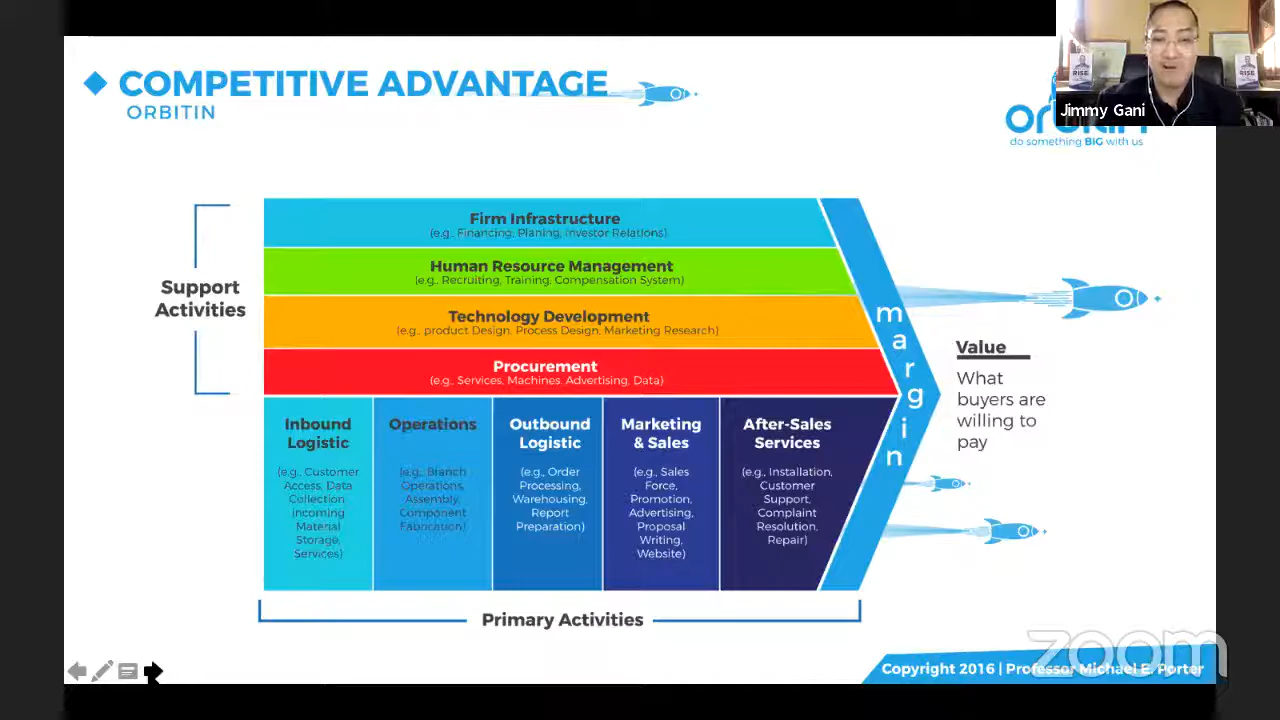 COMPETITIVE ADVANTAGE
ORBITIN
do something BIG with us
Jimmy Gani
RISE
RISE
Firm Infrastructure
(e.g., Financing, Planing, Investor Relations)
Human Resource Management
(e.g., Recruiting, Training, Compensation System)
Technology Development
(e.g., product Design, Process Design, Marketing Research)
Procurement
(e.g., Services, Machines, Advertising, Data)
Support
Activities
Inbound
Logistic
(e.g., Customer
Access, Data
Collection
Incoming
Material
Storage,
Services)
Operations
(e.g., Branch
Operations,
Assembly,
Component
Fabrication)
Outbound
Logistic
(e.g., Order
Processing,
Warehousing,
Report
Preparation)
Marketing
& Sales
(e.g., Sales
Force,
Promotion,
Advertising,
Proposal
Writing,
Website)
After-Sales
Services
(e.g., Installation,
Customer
Support,
Complaint
Resolution,
Repair)
margin
Value
What
buyers are
willing to
pay
Primary Activities
zoom
Copyright 2016 | Professor Michael E. Porter